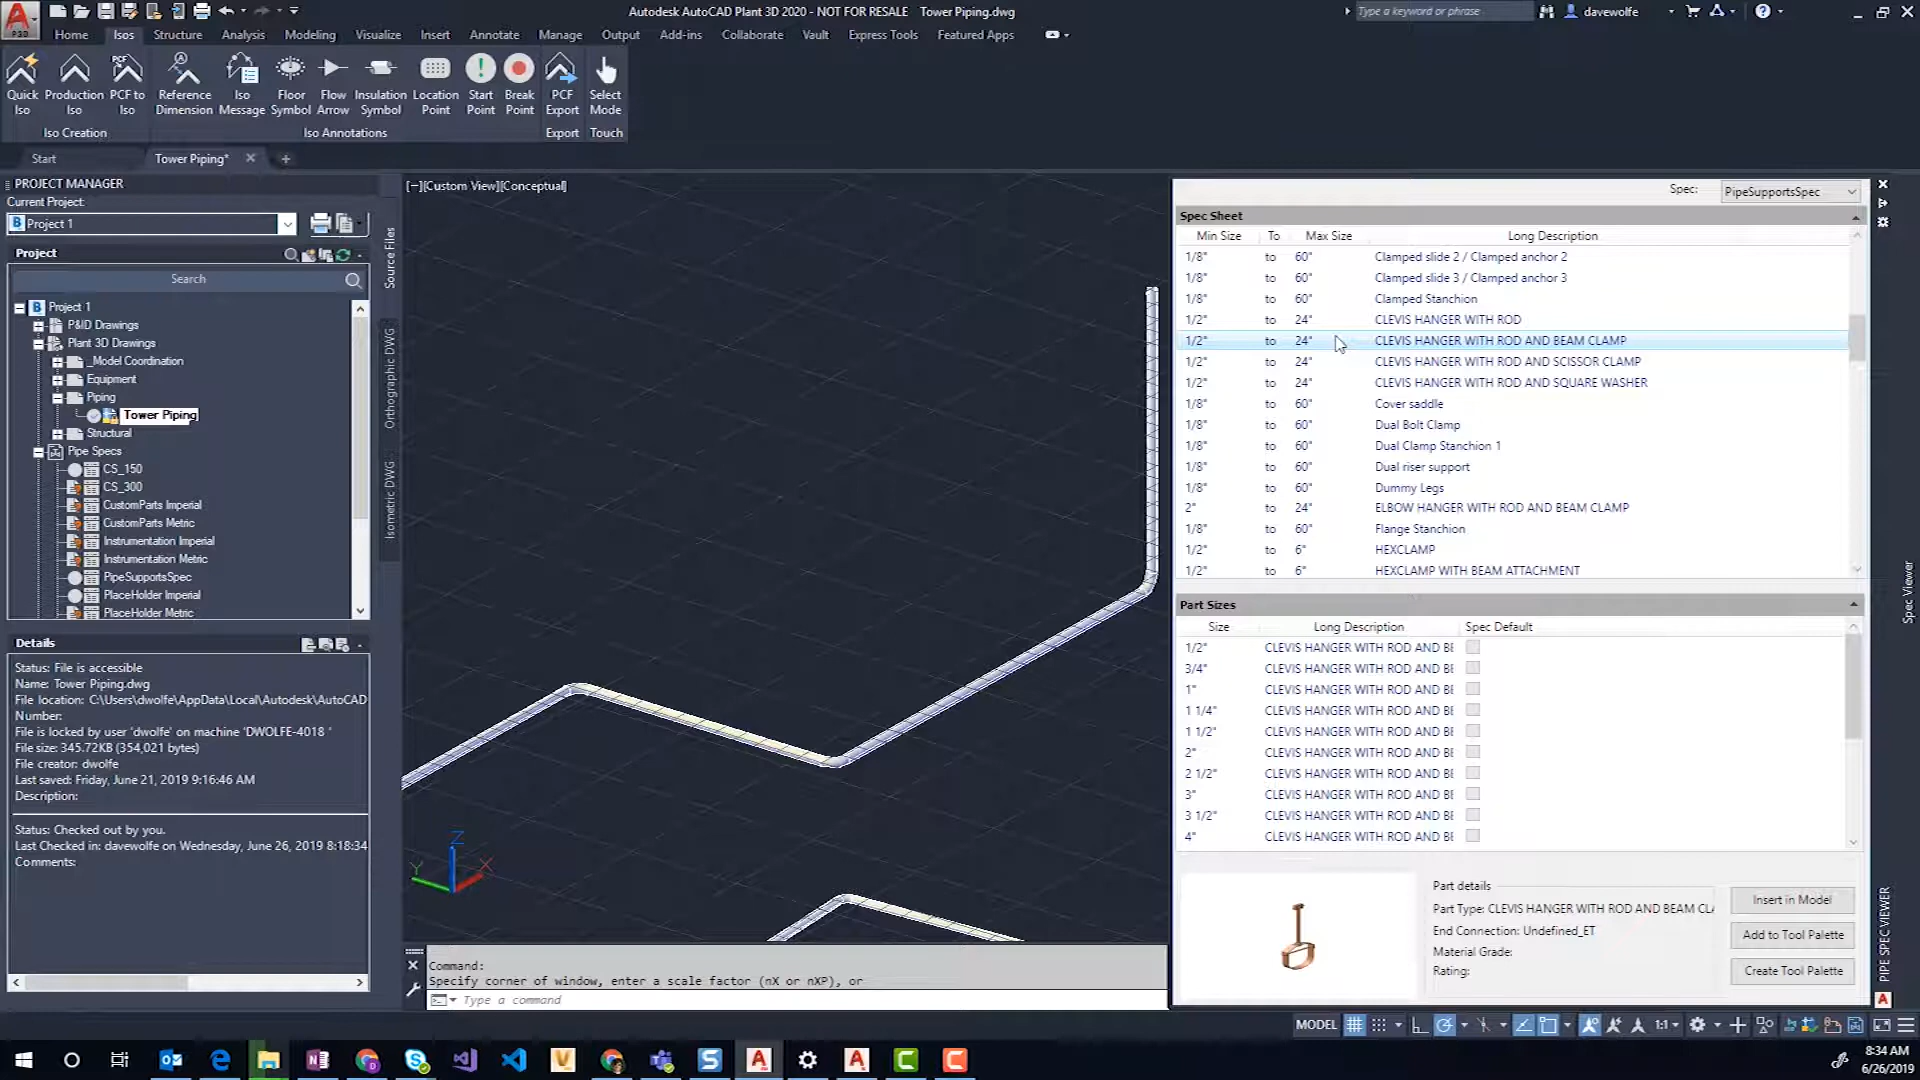 Autodesk AutoCAD Plant 3D 2020 - NOT FOR RESALE Tower Piping.dwg
Type a keyword or phrase
davewolfe
P3D
Home Isos Structure Analysis Modeling Visualize Insert Annotate Manage Output Add-ins Collaborate Vault Express Tools Featured Apps
PCF
Quick Iso
Production Iso
PCF to Iso
Reference Dimension
Iso Message
Floor Symbol
Flow Arrow
Insulation Symbol
Location Point
Start Point
Break Point
PCF Export
Select Mode
Iso Creation Iso Annotations Export Touch
Start Tower Piping*
PROJECT MANAGER
Current Project:
Project 1
Project
Search
Project 1
P&ID Drawings
Plant 3D Drawings
_Model Coordination
Equipment
Piping
Tower Piping
Structural
Pipe Specs
CS_150
CS_300
CustomParts Imperial
CustomParts Metric
Instrumentation Imperial
Instrumentation Metric
PipeSupportsSpec
PlaceHolder Imperial
PlaceHolder Metric
Source Files
Orthographic DWG
Isometric DWG
Details
Status: File is accessible
Name: Tower Piping.dwg
File location: C:\Users\dwolfe\AppData\Local\Autodesk\AutoCAD
Number:
File is locked by user 'dwolfe' on machine 'DWOLFE-4018 '
File size: 345.72KB (354,021 bytes)
File creator: dwolfe
Last saved: Friday, June 21, 2019 9:16:46 AM
Description:
Status: Checked out by you.
Last Checked in: davewolfe on Wednesday, June 26, 2019 8:18:34
Comments:
[−][Custom View][Conceptual]
Z
Y
X
Command:
Specify corner of window, enter a scale factor (nX or nXP), or
Type a command
Spec: PipeSupportsSpec
Spec Sheet
Min Size To Max Size Long Description
1/8" to 60" Clamped slide 2 / Clamped anchor 2
1/8" to 60" Clamped slide 3 / Clamped anchor 3
1/8" to 60" Clamped Stanchion
1/2" to 24" CLEVIS HANGER WITH ROD
1/2" to 24" CLEVIS HANGER WITH ROD AND BEAM CLAMP
1/2" to 24" CLEVIS HANGER WITH ROD AND SCISSOR CLAMP
1/2" to 24" CLEVIS HANGER WITH ROD AND SQUARE WASHER
1/8" to 60" Cover saddle
1/8" to 60" Dual Bolt Clamp
1/8" to 60" Dual Clamp Stanchion 1
1/8" to 60" Dual riser support
1/8" to 60" Dummy Legs
2" to 24" ELBOW HANGER WITH ROD AND BEAM CLAMP
1/8" to 60" Flange Stanchion
1/2" to 6" HEXCLAMP
1/2" to 6" HEXCLAMP WITH BEAM ATTACHMENT
Part Sizes
Size Long Description Spec Default
1/2" CLEVIS HANGER WITH ROD AND BE
3/4" CLEVIS HANGER WITH ROD AND BE
1" CLEVIS HANGER WITH ROD AND BE
1 1/4" CLEVIS HANGER WITH ROD AND BE
1 1/2" CLEVIS HANGER WITH ROD AND BE
2" CLEVIS HANGER WITH ROD AND BE
2 1/2" CLEVIS HANGER WITH ROD AND BE
3" CLEVIS HANGER WITH ROD AND BE
3 1/2" CLEVIS HANGER WITH ROD AND BE
4" CLEVIS HANGER WITH ROD AND BE
Part details
Part Type: CLEVIS HANGER WITH ROD AND BEAM CLA
End Connection: Undefined_ET
Material Grade:
Rating:
Insert in Model
Add to Tool Palette
Create Tool Palette
Spec Viewer
PIPE SPEC VIEWER
MODEL
1:1
8:34 AM
6/26/2019